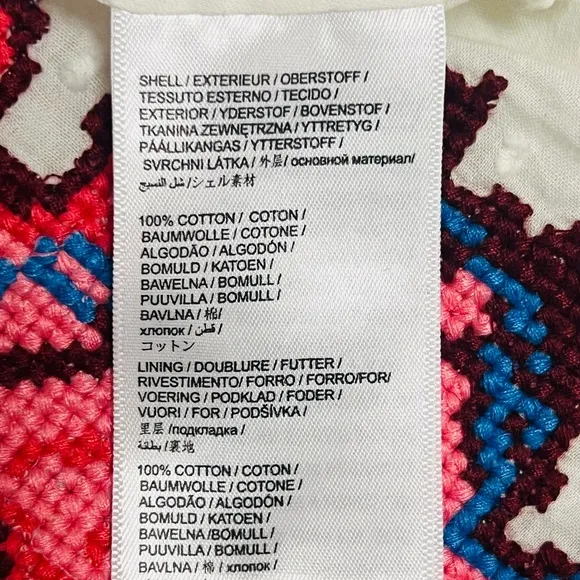 SHELL / EXTERIEUR / OBERSTOFF /
TESSUTO ESTERNO / TECIDO /
EXTERIOR / YDERSTOF / BOVENSTOF /
TKANINA ZEWNĘTRZNA / YTTRETYG /
PÁÁLLIKANGAS / YTTERSTOFF /
SVRCHNI LÁTKA / 外层 / основной материал/
شل النسيج / シェル素材
100% COTTON / COTON /
BAUMWOLLE / COTONE /
ALGODÃO / ALGODÓN /
BOMULD / KATOEN /
BAWELNA / BOMULL /
PUUVILLA / BOMULL /
BAVLNA / 棉/
хлопок / قطن /
コットン
LINING / DOUBLURE / FUTTER /
RIVESTIMENTO / FORRO / FORRO/FOR/
VOERING / PODKLAD / FODER /
VUORI / FOR / PODŠÍVKA /
里层 /подкладка /
بطقة /裏地
100% COTTON / COTON /
BAUMWOLLE / COTONE /
ALGODÃO / ALGODÓN /
BOMULD / KATOEN /
BAWELNA /BOMULL /
PUUVILLA / BOMULL /
BAVLNA / 棉 / хлопок /